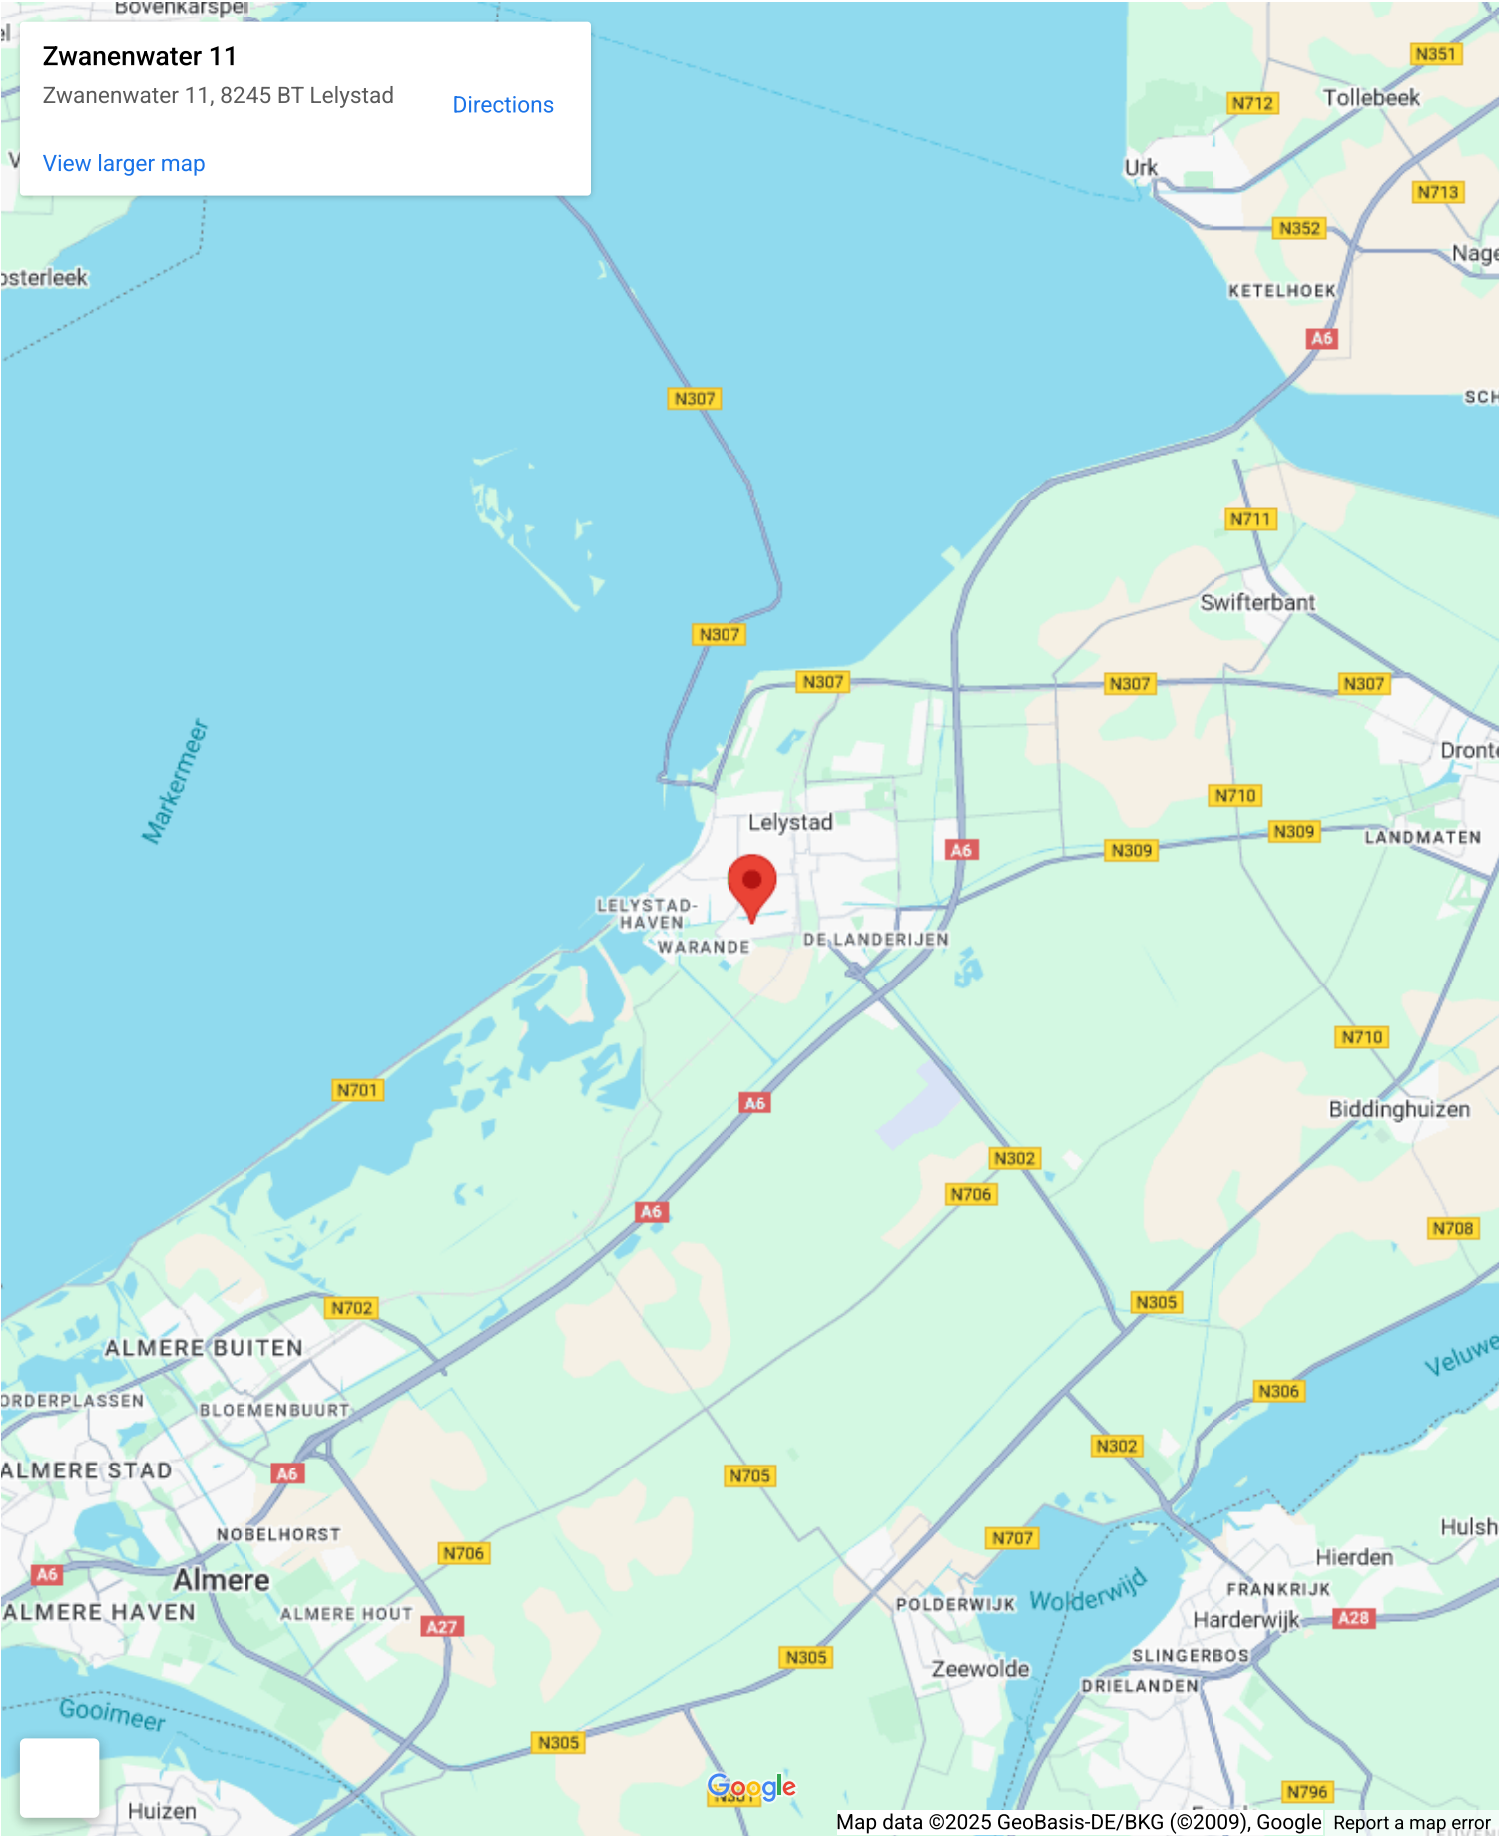 Bovenkarspel
Zwanenwater 11
Zwanenwater 11, 8245 BT Lelystad
Directions
View larger map
N351
N712
Tollebeek
Urk
N713
N352
Nage
osterleek
KETELHOEK
A6
N307
SCH
N711
Swifterbant
N307
N307
N307
N307
Markermeer
Dronte
N710
Lelystad
N309
LANDMATEN
A6
N309
LELYSTAD-
HAVEN
WARANDE
DE LANDERIJEN
N710
N701
A6
Biddinghuizen
N302
N706
A6
N708
N305
N702
ALMERE BUITEN
Veluwe
N306
ORDERPLASSEN
BLOEMENBUURT
N302
ALMERE STAD
A6
N705
NOBELHORST
N707
Hulsh
N706
Hierden
A6
Almere
Wolderwijd
FRANKRIJK
ALMERE HAVEN
ALMERE HOUT
POLDERWIJK
Harderwijk
A28
A27
N305
SLINGERBOS
Zeewolde
DRIELANDEN
Gooimeer
N305
Google
N301
N796
Huizen
Map data ©2025 GeoBasis-DE/BKG (©2009), Google
Report a map error